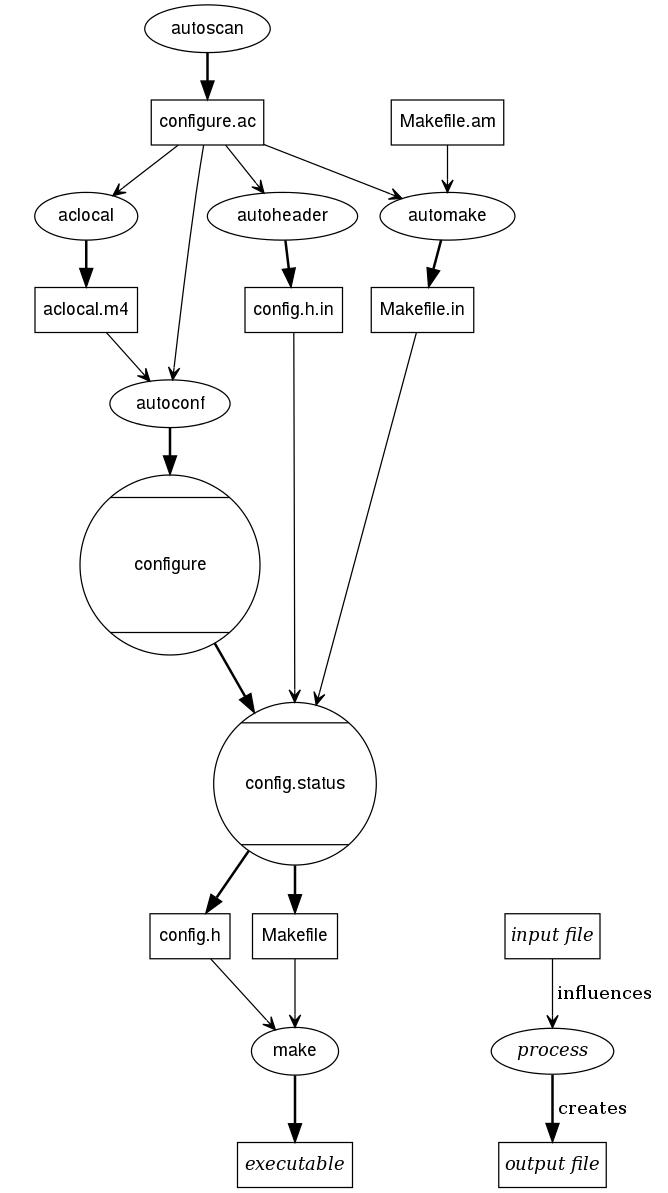 autoscan
configure.ac
Makefile.am
aclocal
autoheader
automake
aclocal.m4
config.h.in
Makefile.in
autoconf
configure
config.status
config.h
Makefile
input file
influences
make
process
creates
executable
output file